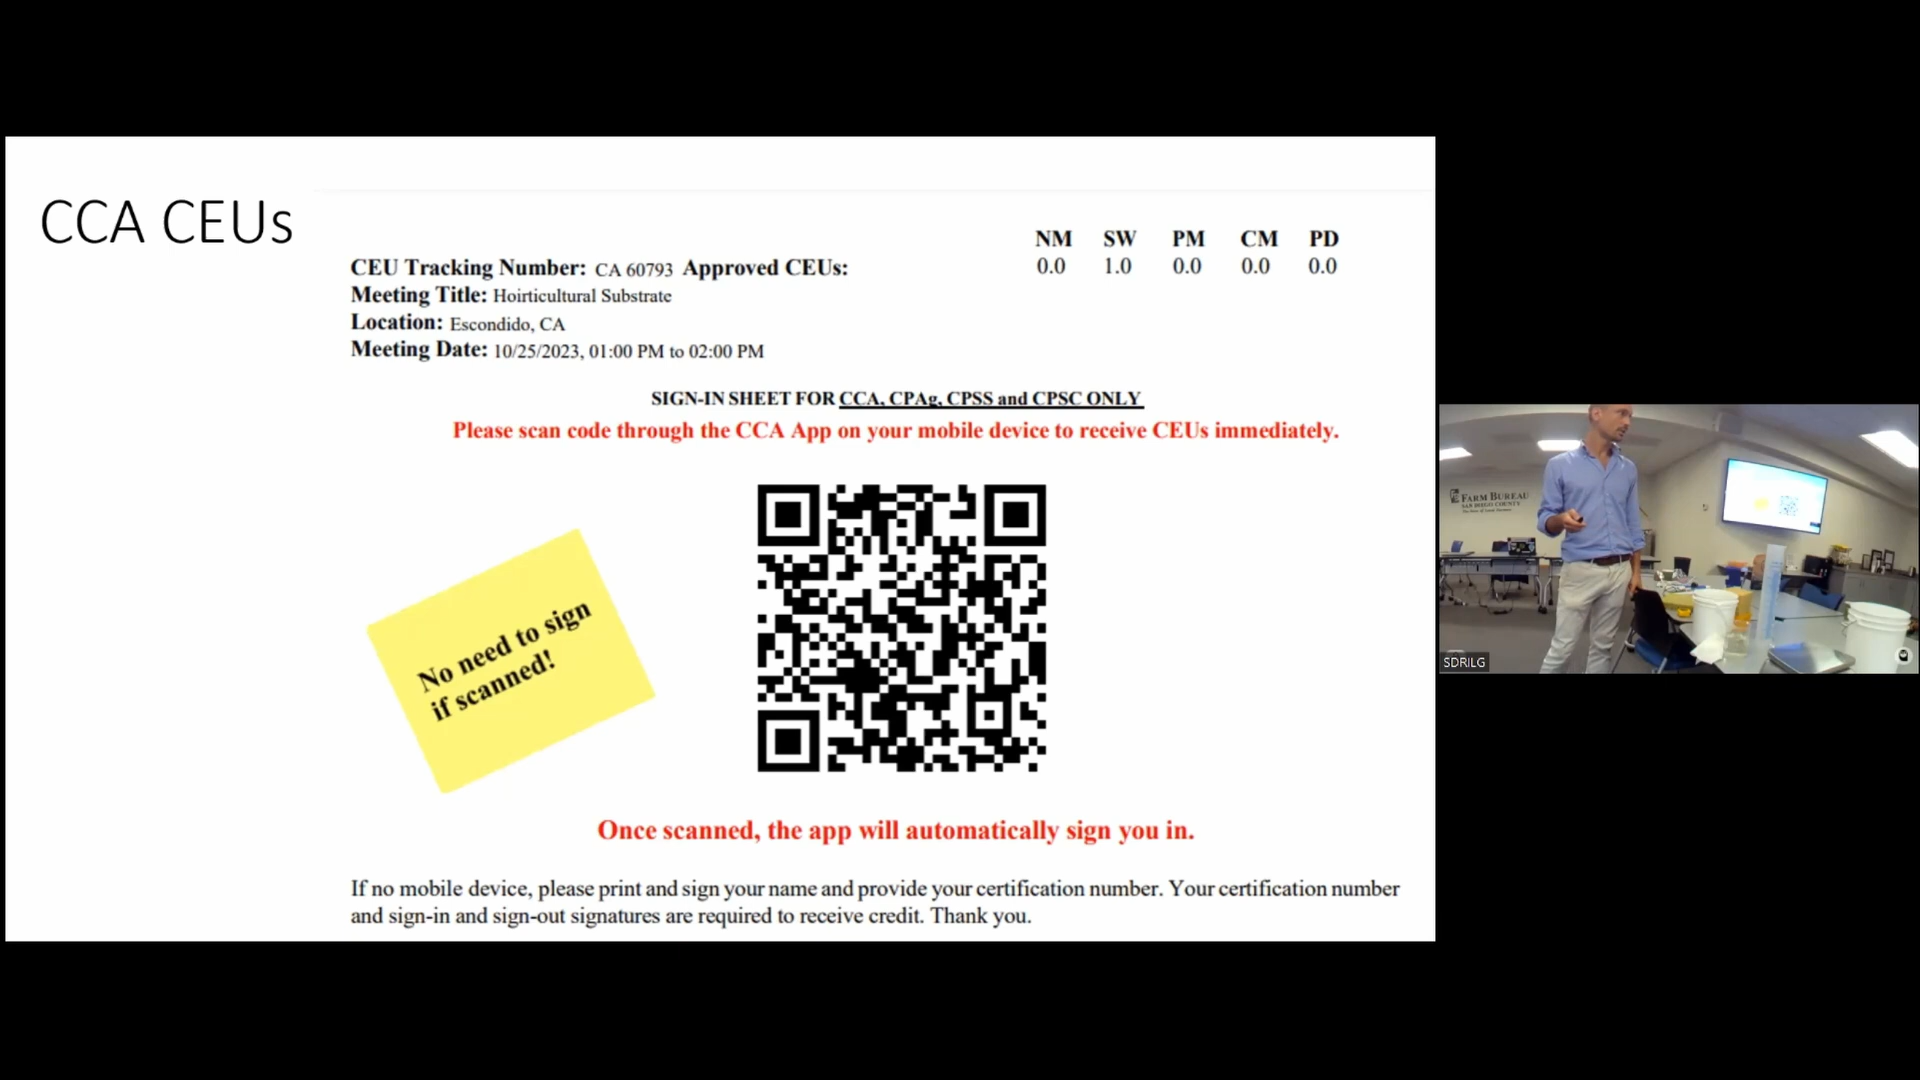 CCA CEUs
NM SW PM CM PD
CEU Tracking Number: CA 60793 Approved CEUs: 0.0 1.0 0.0 0.0 0.0
Meeting Title: Hoirticultural Substrate
Location: Escondido, CA
Meeting Date: 10/25/2023, 01:00 PM to 02:00 PM
SIGN-IN SHEET FOR CCA, CPAg, CPSS and CPSC ONLY
Please scan code through the CCA App on your mobile device to receive CEUs immediately.
No need to sign
if scanned!
Once scanned, the app will automatically sign you in.
If no mobile device, please print and sign your name and provide your certification number. Your certification number
and sign-in and sign-out signatures are required to receive credit. Thank you.
FARM BUREAU
SAN DIEGO COUNTY
SDRILG